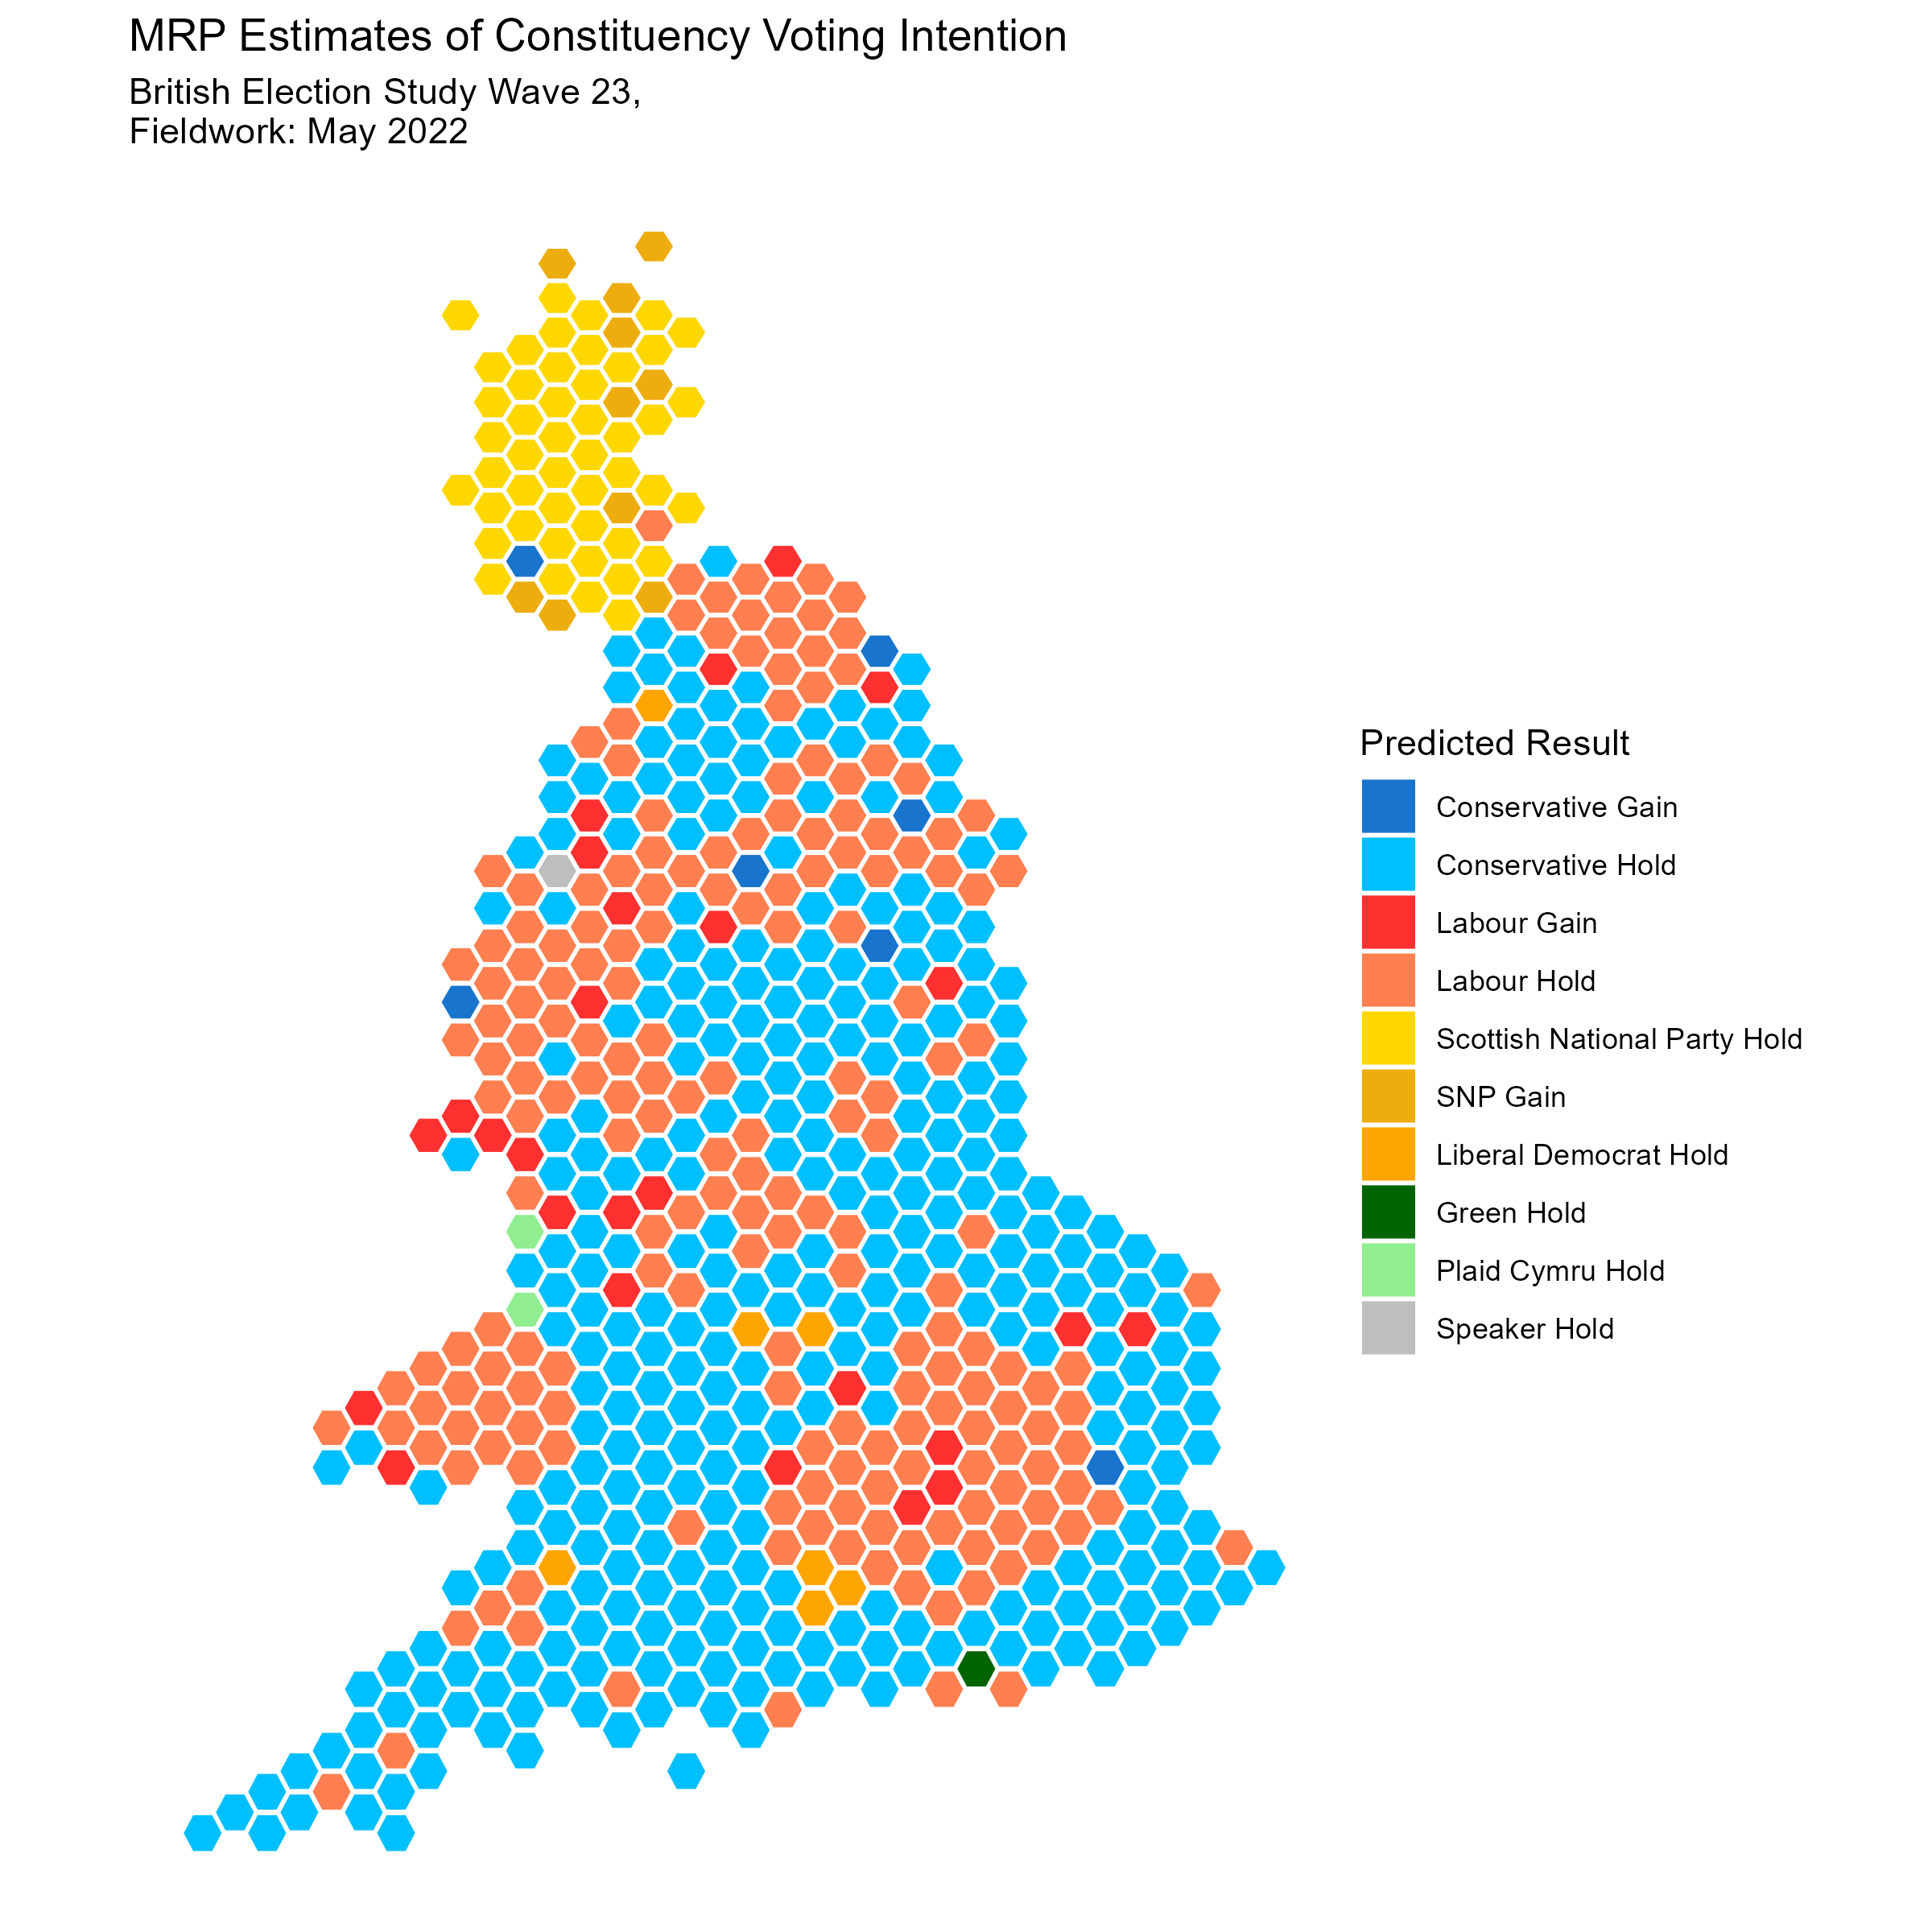 MRP Estimates of Constituency Voting Intention
British Election Study Wave 23,
Fieldwork: May 2022
Predicted Result
Conservative Gain
Conservative Hold
Labour Gain
Labour Hold
Scottish National Party Hold
SNP Gain
Liberal Democrat Hold
Green Hold
Plaid Cymru Hold
Speaker Hold